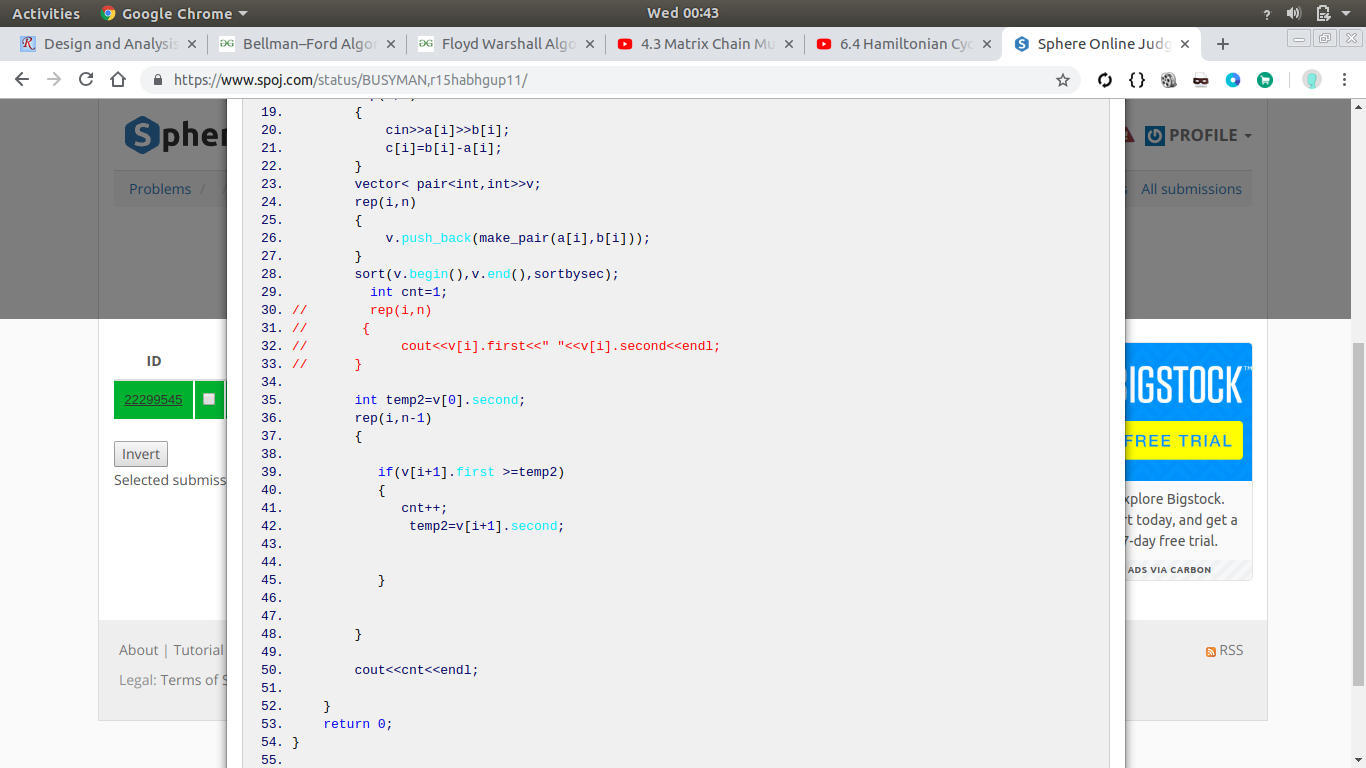 Activities Google Chrome Wed 00:43 ?
Design and Analysis Bellman–Ford Algor Floyd Warshall Algo 4.3 Matrix Chain Mu 6.4 Hamiltonian Cyc Sphere Online Judg
https://www.spoj.com/status/BUSYMAN,r15habhgup11/
Spher PROFILE
Problems / All submissions
19. {
20. cin>>a[i]>>b[i];
21. c[i]=b[i]-a[i];
22. }
23. vector< pair<int,int>>v;
24. rep(i,n)
25. {
26. v.push_back(make_pair(a[i],b[i]));
27. }
28. sort(v.begin(),v.end(),sortbysec);
29. int cnt=1;
30. // rep(i,n)
31. // {
32. // cout<<v[i].first<<" "<<v[i].second<<endl;
33. // }
34.
35. int temp2=v[0].second;
36. rep(i,n-1)
37. {
38.
39. if(v[i+1].first >=temp2)
40. {
41. cnt++;
42. temp2=v[i+1].second;
43.
44.
45. }
46.
47.
48. }
49.
50. cout<<cnt<<endl;
51.
52. }
53. return 0;
54. }
55.
ID
22299545
Invert
Selected submiss
IGSTOCK™
FREE TRIAL
xplore Bigstock.
rt today, and get a
7-day free trial.
ADS VIA CARBON
About | Tutorial
RSS
Legal: Terms of S